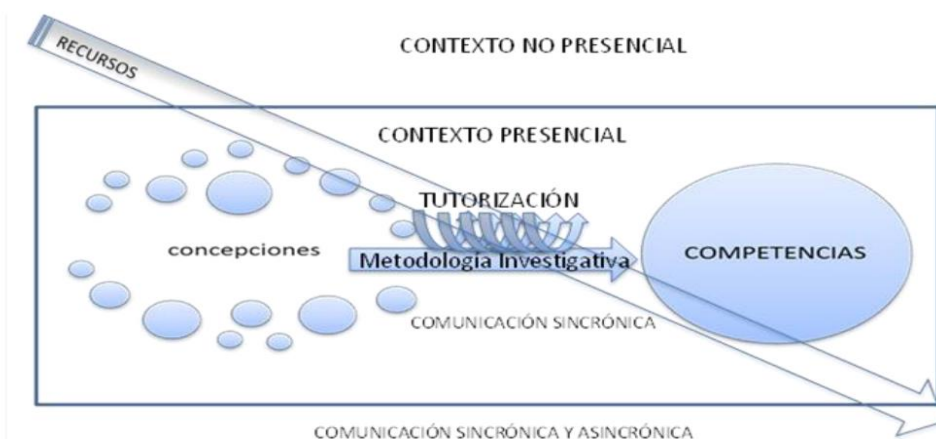 RECURSOS
CONTEXTO NO PRESENCIAL
CONTEXTO PRESENCIAL
TUTORIZACIÓN
concepciones
Metodología Investigativa
COMPETENCIAS
COMUNICACIÓN SINCRÓNICA
COMUNICACIÓN SINCRÓNICA Y ASINCRÓNICA